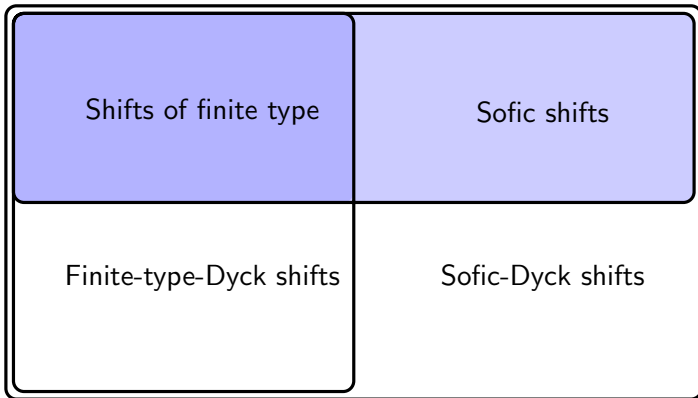 Shifts of finite type
Sofic shifts
Finite-type-Dyck shifts
Sofic-Dyck shifts